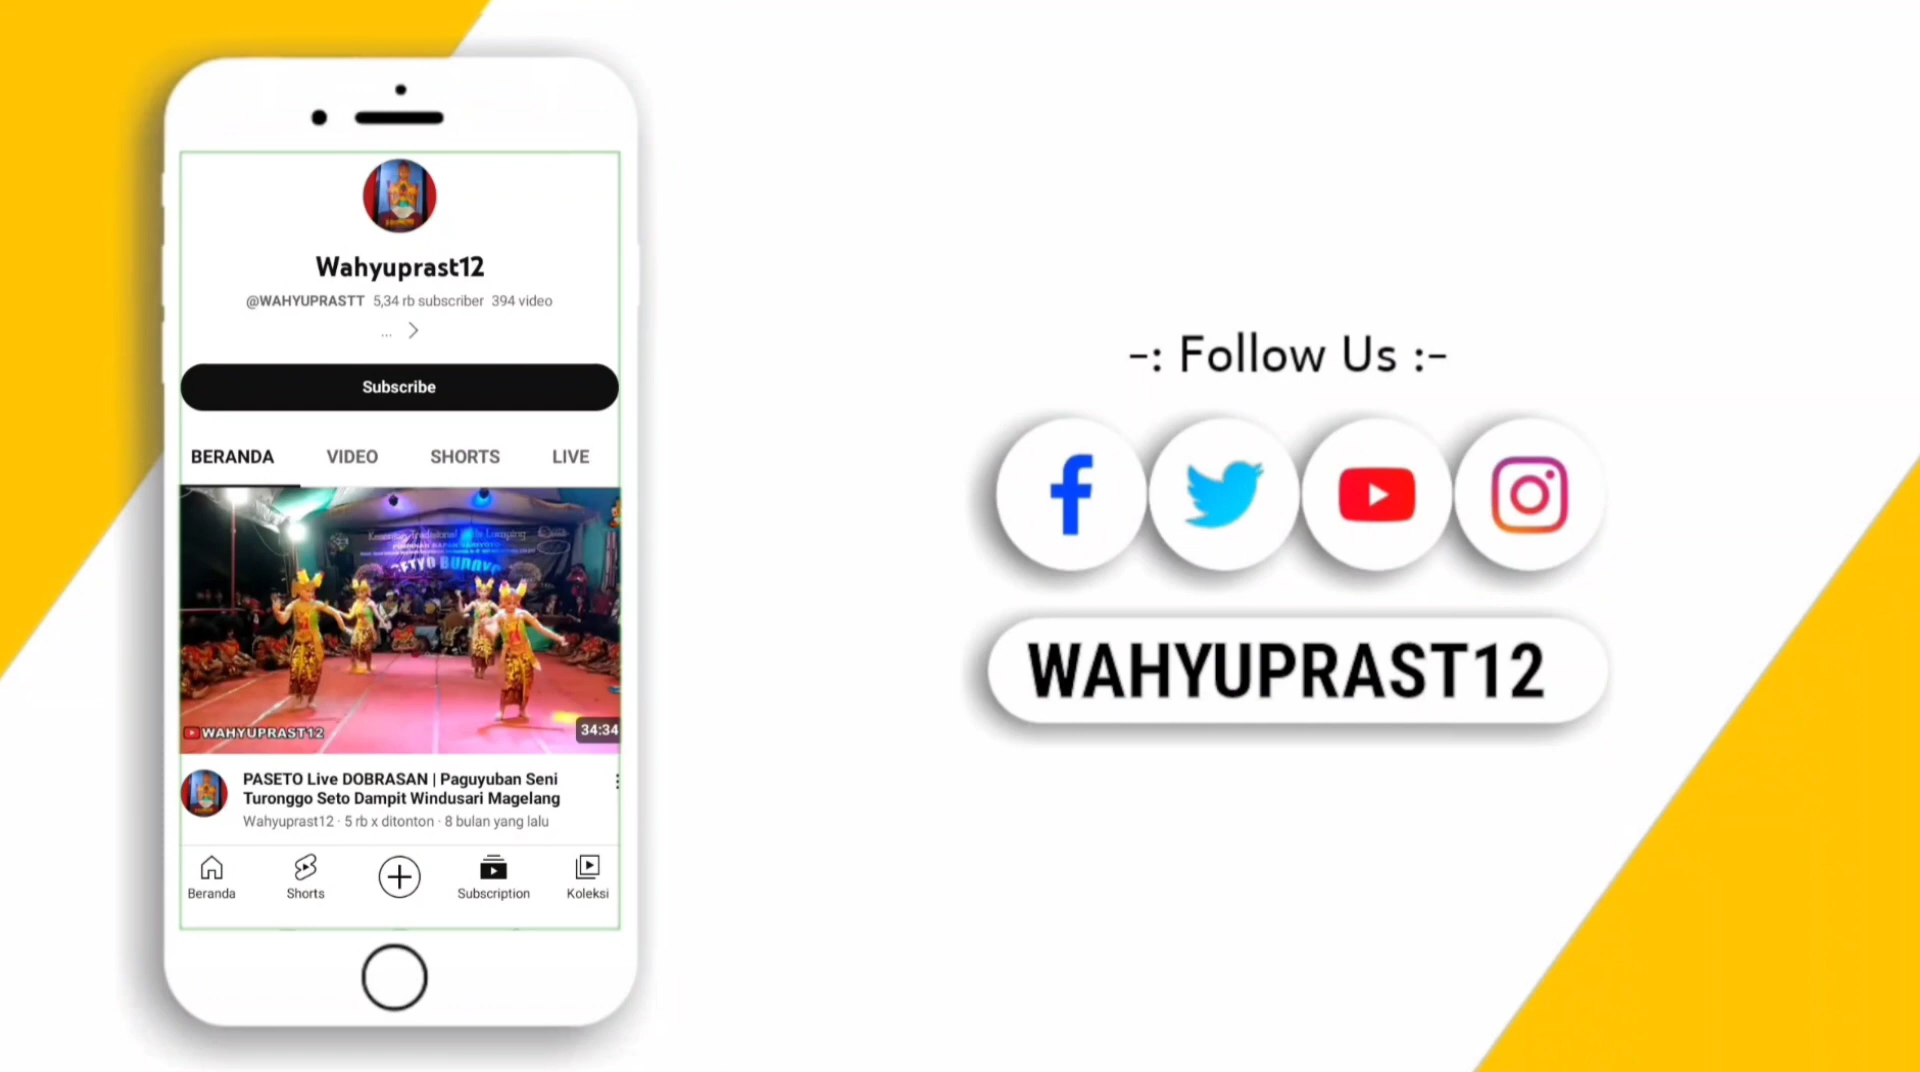 Wahyuprast12
@WAHYUPRASTT 5,34 rb subscriber 394 video
...
Subscribe
BERANDA VIDEO SHORTS LIVE
WAHYUPRAST12
34:34
PASETO Live DOBRASAN | Paguyuban Seni
Turonggo Seto Dampit Windusari Magelang
Wahyuprast12 · 5 rb x ditonton · 8 bulan yang lalu
Beranda Shorts Subscription Koleksi
-: Follow Us :-
WAHYUPRAST12